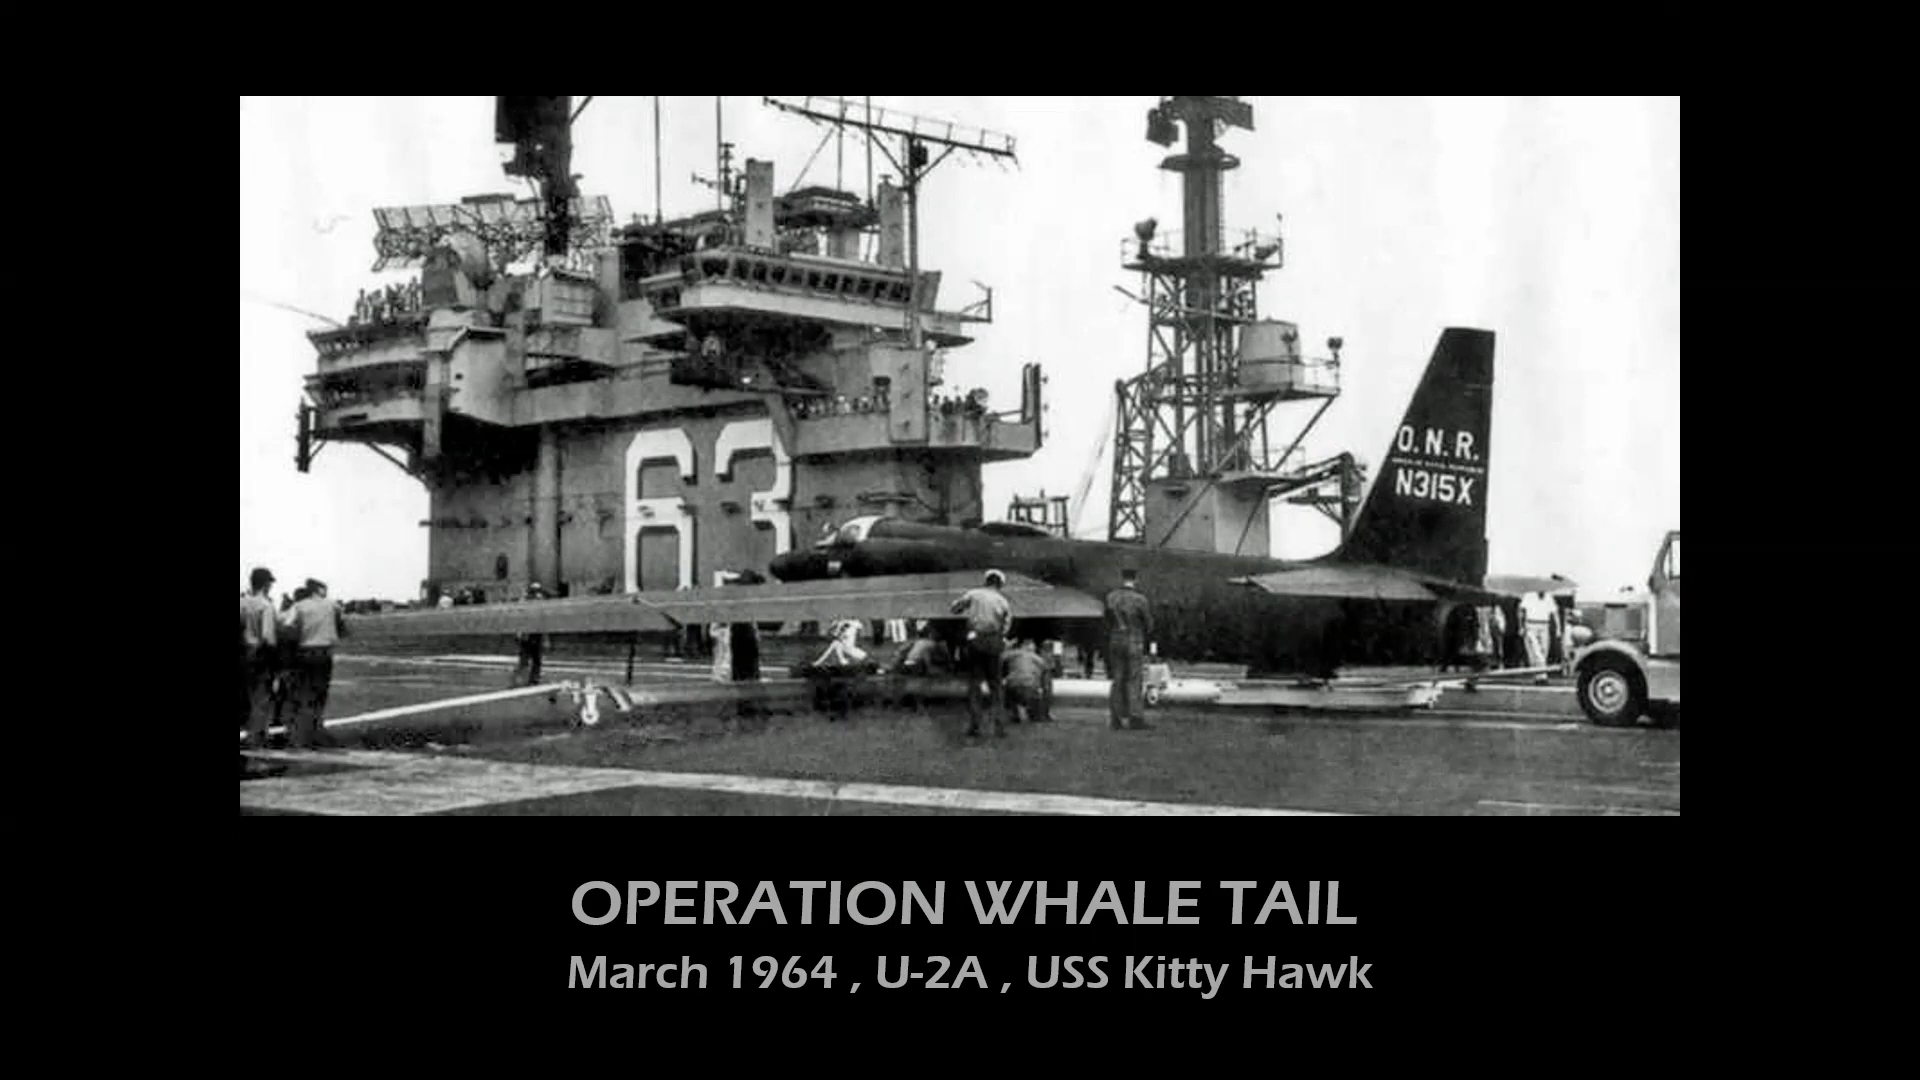 63
O. N. R.
N315X
OPERATION WHALE TAIL
March 1964 , U-2A , USS Kitty Hawk